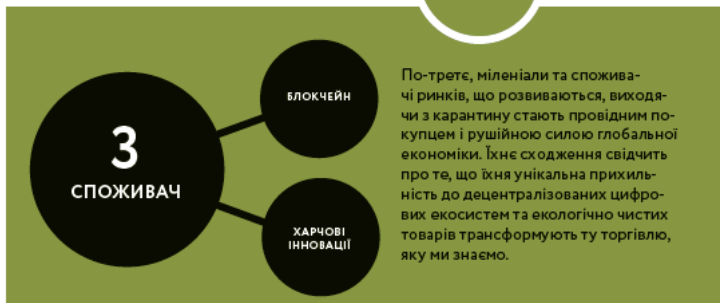 3
СПОЖИВАЧ
БЛОКЧЕЙН
ХАРЧОВІ
ІННОВАЦІЇ
По-третє, міленіали та спожива-
чі ринків, що розвиваються, виходя-
чи з карантину стають провідним по-
купцем і рушійною силою глобальної
економіки. Їхнє сходження свідчить
про те, що їхня унікальна прихиль-
ність до децентралізованих цифро-
вих екосистем та екологічно чистих
товарів трансформують ту торгівлю,
яку ми знаємо.